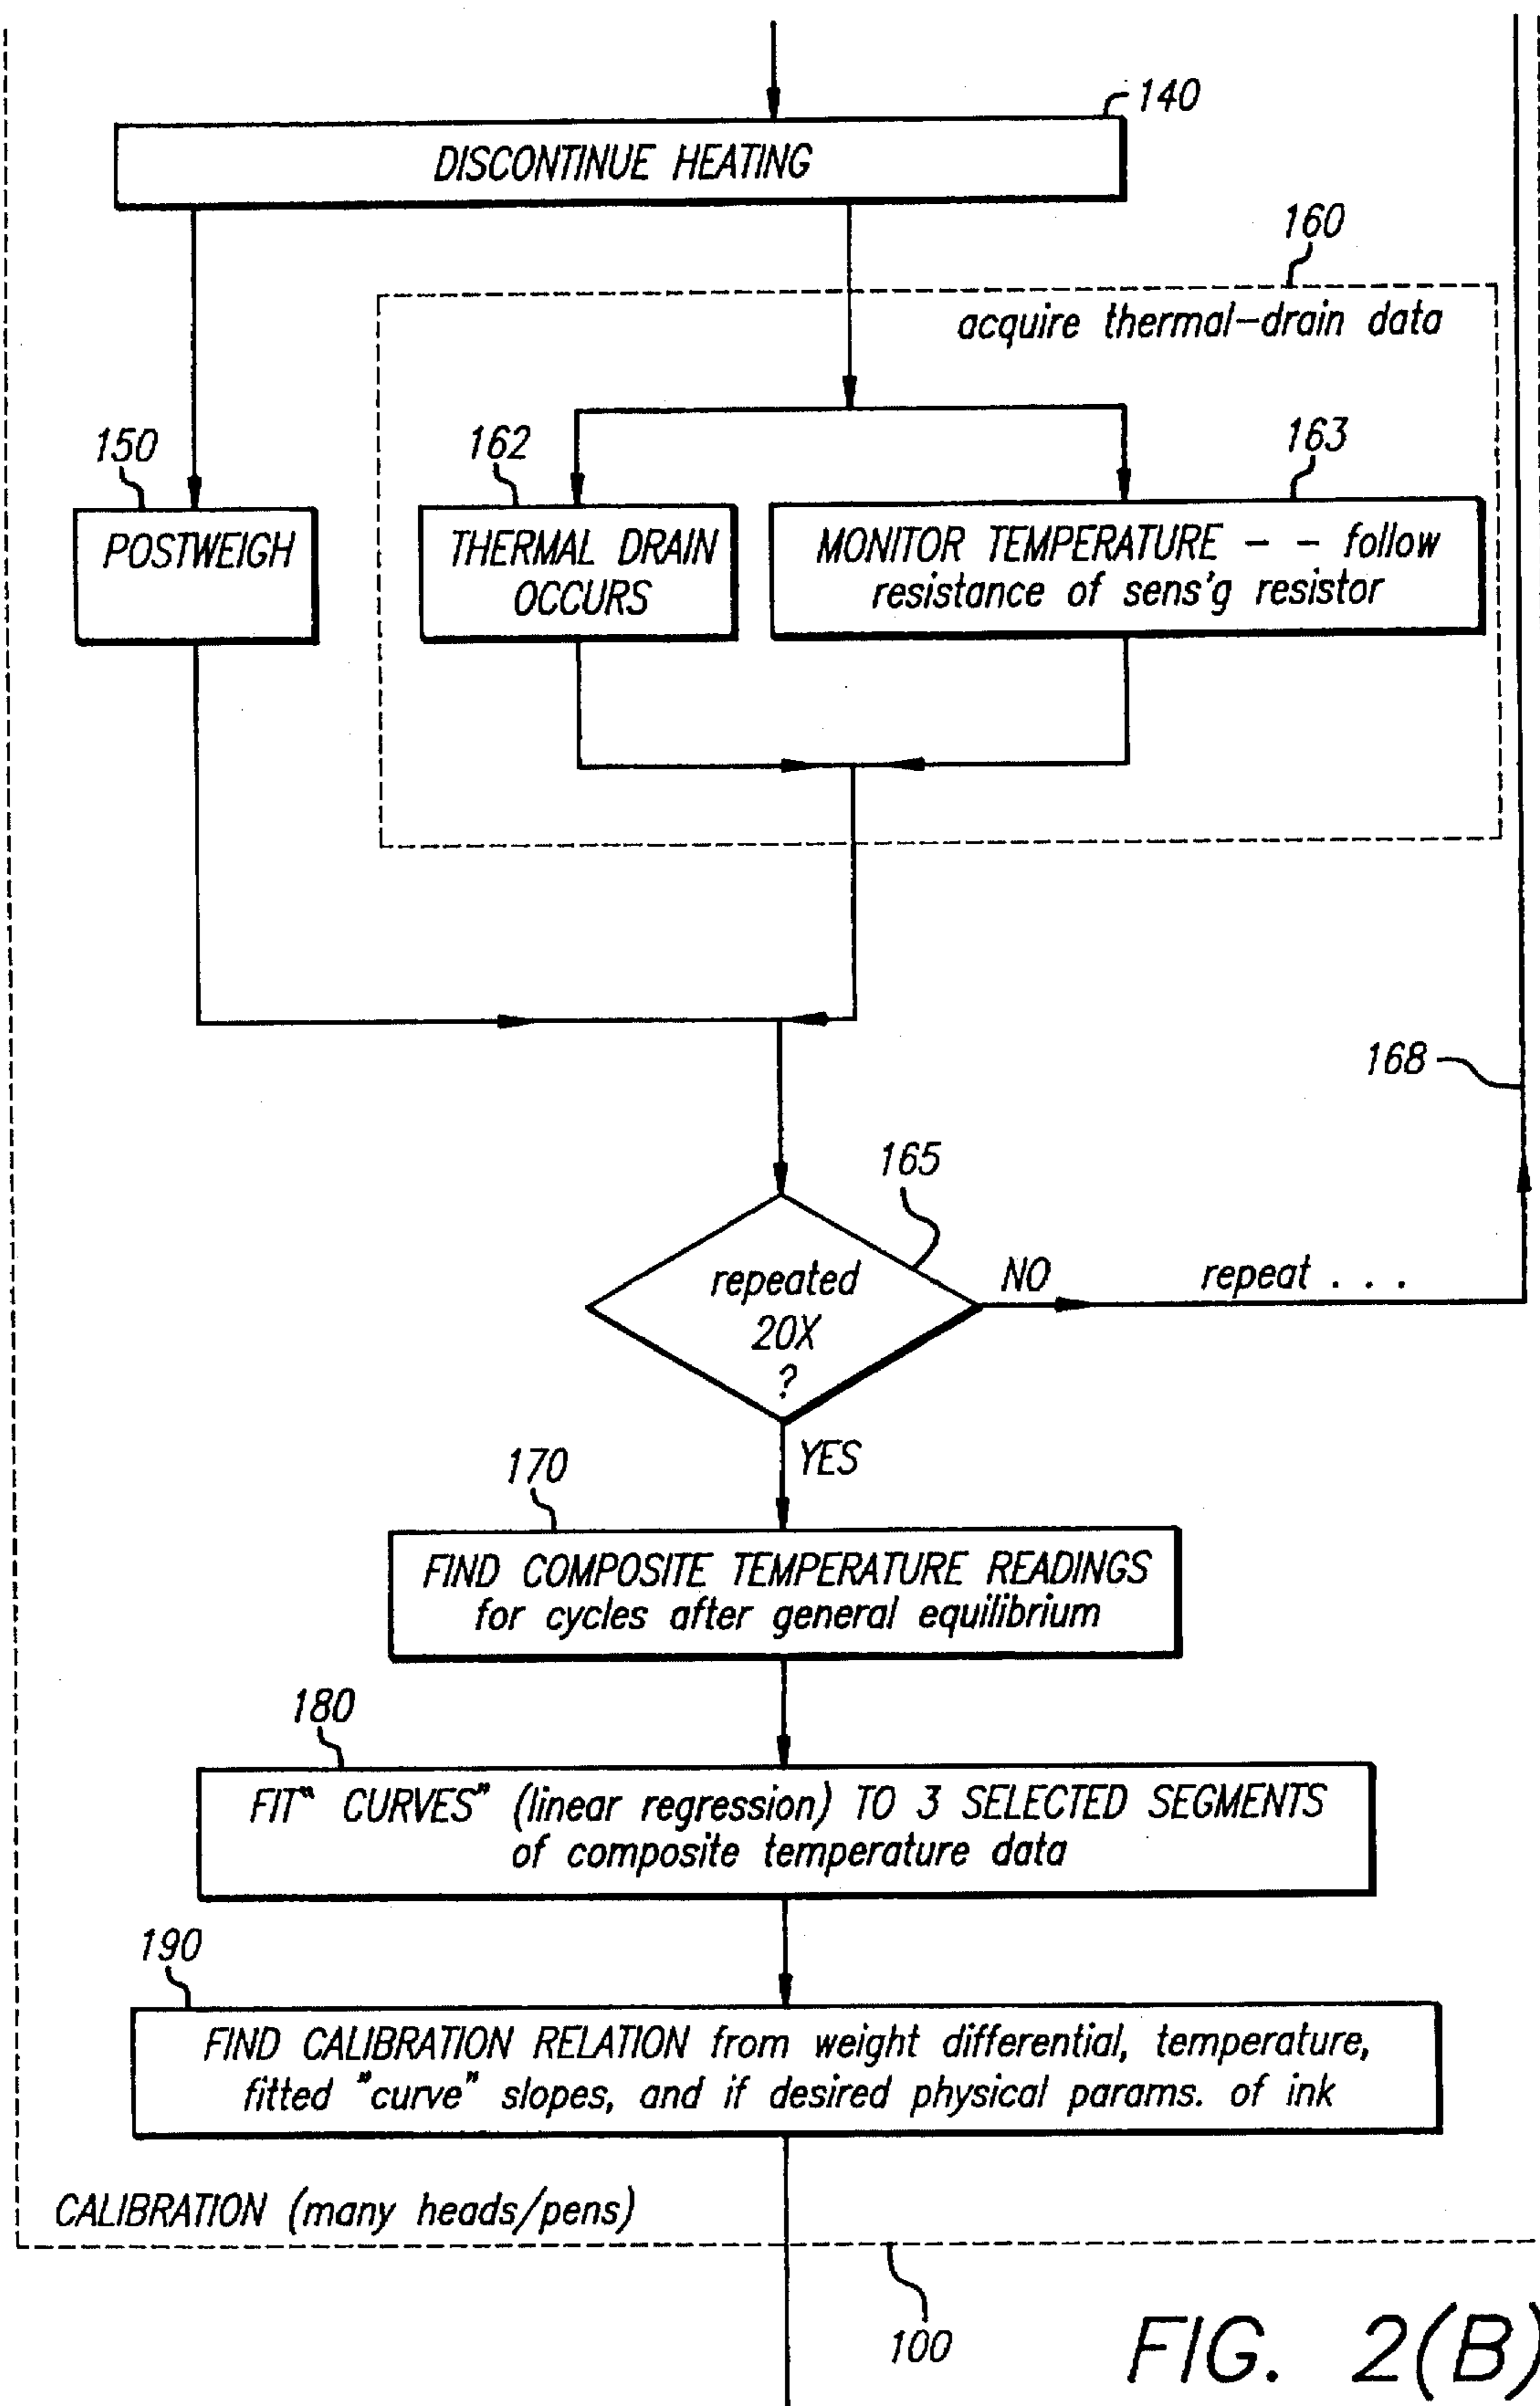 140
DISCONTINUE HEATING
160
acquire thermal-drain data
150
162
163
POSTWEIGH
THERMAL DRAIN
OCCURS
MONITOR TEMPERATURE - - follow
resistance of sens'g resistor
168
165
repeated
20X
?
NO
repeat . . .
YES
170
FIND COMPOSITE TEMPERATURE READINGS
for cycles after general equilibrium
180
FIT" CURVES" (linear regression) TO 3 SELECTED SEGMENTS
of composite temperature data
190
FIND CALIBRATION RELATION from weight differential, temperature,
fitted "curve" slopes, and if desired physical params. of ink
CALIBRATION (many heads/pens)
100
FIG. 2(B)